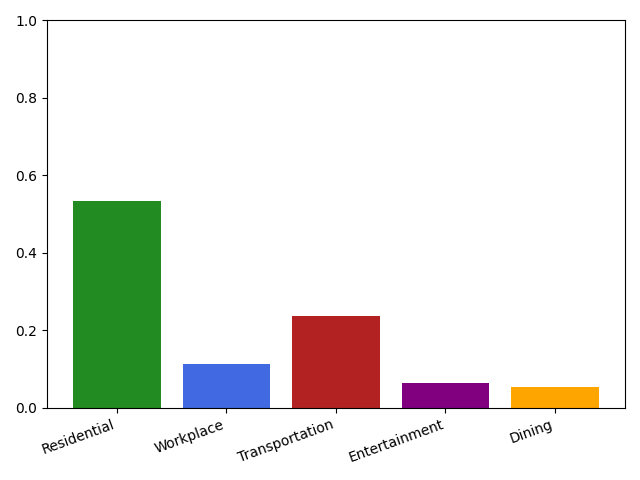 1.0
0.8
0.6
0.4
0.2
0.0
Residential
Workplace
Transportation
Entertainment
Dining